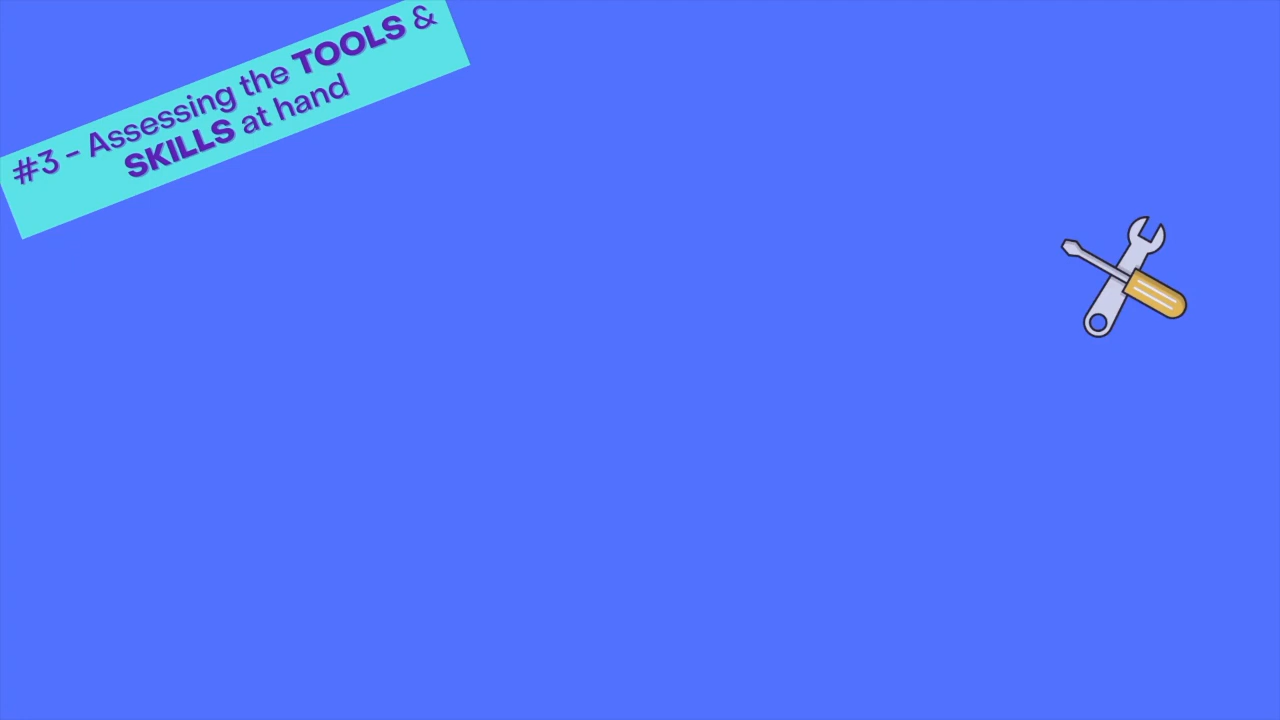 #3 - Assessing the TOOLS &
SKILLS at hand